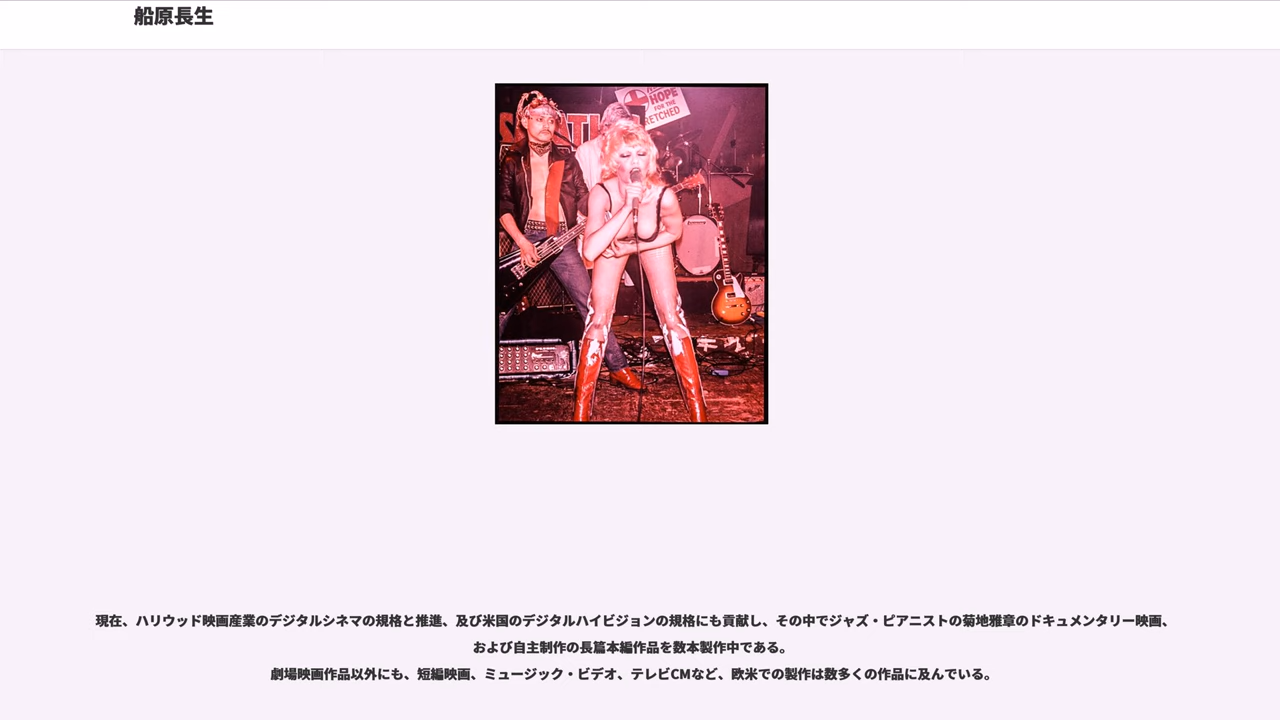 船原長生
HOPE
FOR THE
RETCHED
現在、ハリウッド映画産業のデジタルシネマの規格と推進、及び米国のデジタルハイビジョンの規格にも貢献し、その中でジャズ・ピアニストの菊地雅章のドキュメンタリー映画、
および自主制作の長篇本編作品を数本製作中である。
劇場映画作品以外にも、短編映画、ミュージック・ビデオ、テレビCMなど、欧米での製作は数多くの作品に及んでいる。